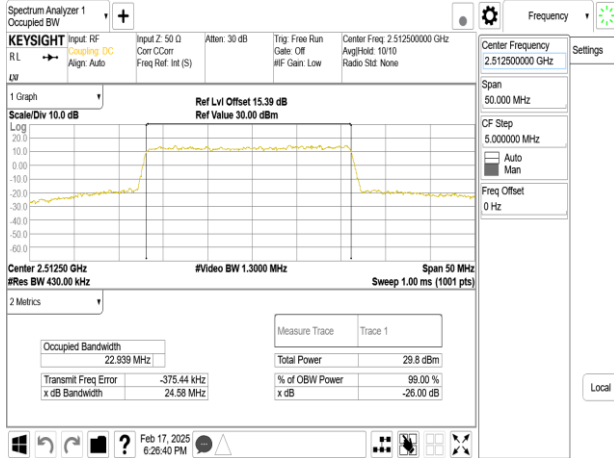 Spectrum Analyzer 1
Occupied BW
Frequency
KEYSIGHT
RL
Input: RF
Coupling: DC
Align: Auto
Input Z: 50 Ω
Corr CCorr
Freq Ref: Int (S)
Atten: 30 dB
Trig: Free Run
Gate: Off
#IF Gain: Low
Center Freq: 2.512500000 GHz
Avg|Hold: 10/10
Radio Std: None
Center Frequency
2.512500000 GHz
Settings
Span
50.000 MHz
CF Step
5.000000 MHz
Auto
Man
Freq Offset
0 Hz
1 Graph
Scale/Div 10.0 dB
Ref Lvl Offset 15.39 dB
Ref Value 30.00 dBm
Log
20.0
10.0
0.00
-10.0
-20.0
-30.0
-40.0
-50.0
-60.0
Center 2.51250 GHz
#Video BW 1.3000 MHz
Span 50 MHz
#Res BW 430.00 kHz
Sweep 1.00 ms (1001 pts)
2 Metrics
Measure Trace
Trace 1
Occupied Bandwidth
22.939 MHz
Total Power
29.8 dBm
Transmit Freq Error
-375.44 kHz
% of OBW Power
99.00 %
x dB Bandwidth
24.58 MHz
x dB
-26.00 dB
Local
?
Feb 17, 2025
6:26:40 PM